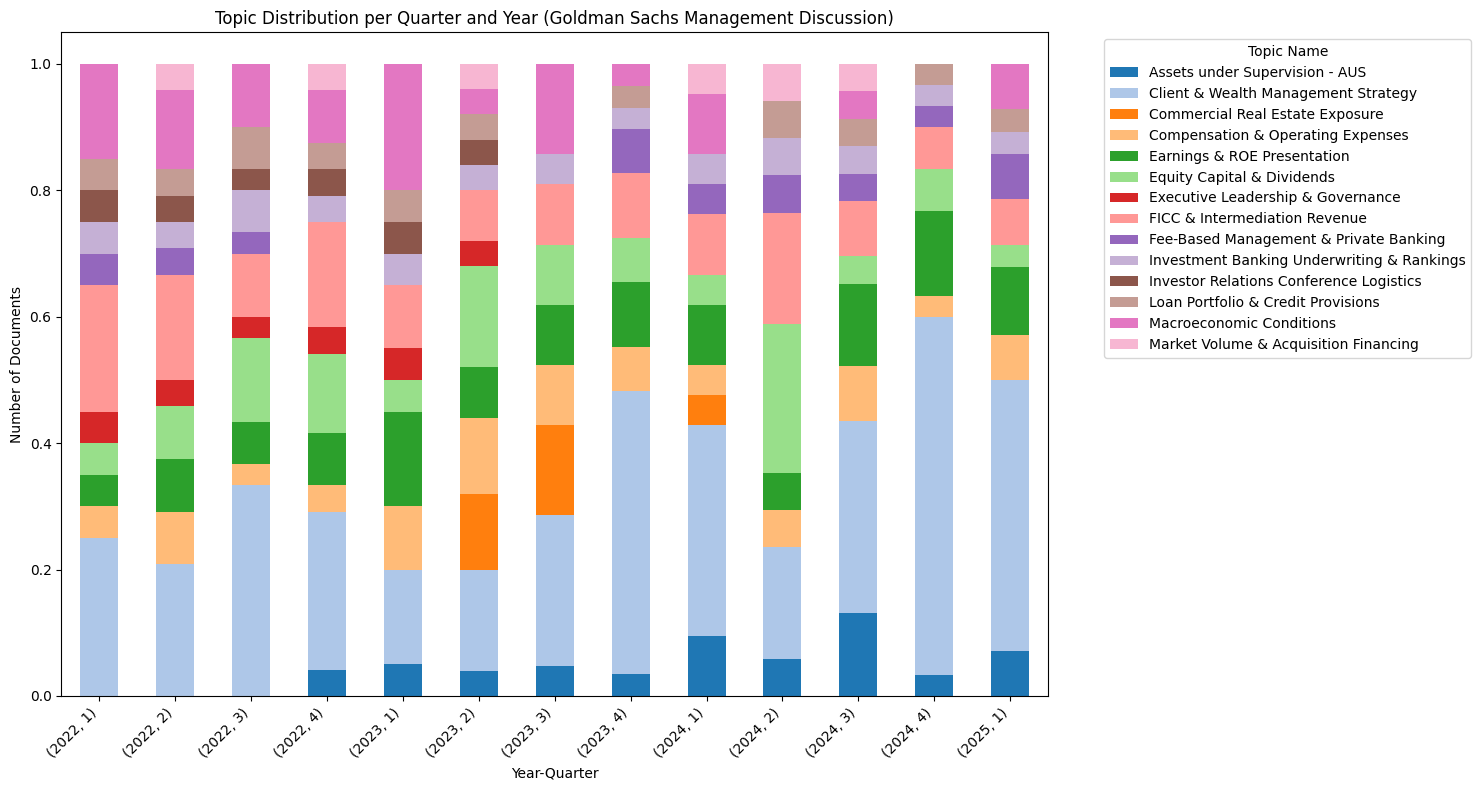 Topic Distribution per Quarter and Year (Goldman Sachs Management Discussion)
Number of Documents
1.0
0.8
0.6
0.4
0.2
0.0
(2022, 1)
(2022, 2)
(2022, 3)
(2022, 4)
(2023, 1)
(2023, 2)
(2023, 3)
(2023, 4)
(2024, 1)
(2024, 2)
(2024, 3)
(2024, 4)
(2025, 1)
Year-Quarter
Topic Name
Assets under Supervision - AUS
Client & Wealth Management Strategy
Commercial Real Estate Exposure
Compensation & Operating Expenses
Earnings & ROE Presentation
Equity Capital & Dividends
Executive Leadership & Governance
FICC & Intermediation Revenue
Fee-Based Management & Private Banking
Investment Banking Underwriting & Rankings
Investor Relations Conference Logistics
Loan Portfolio & Credit Provisions
Macroeconomic Conditions
Market Volume & Acquisition Financing